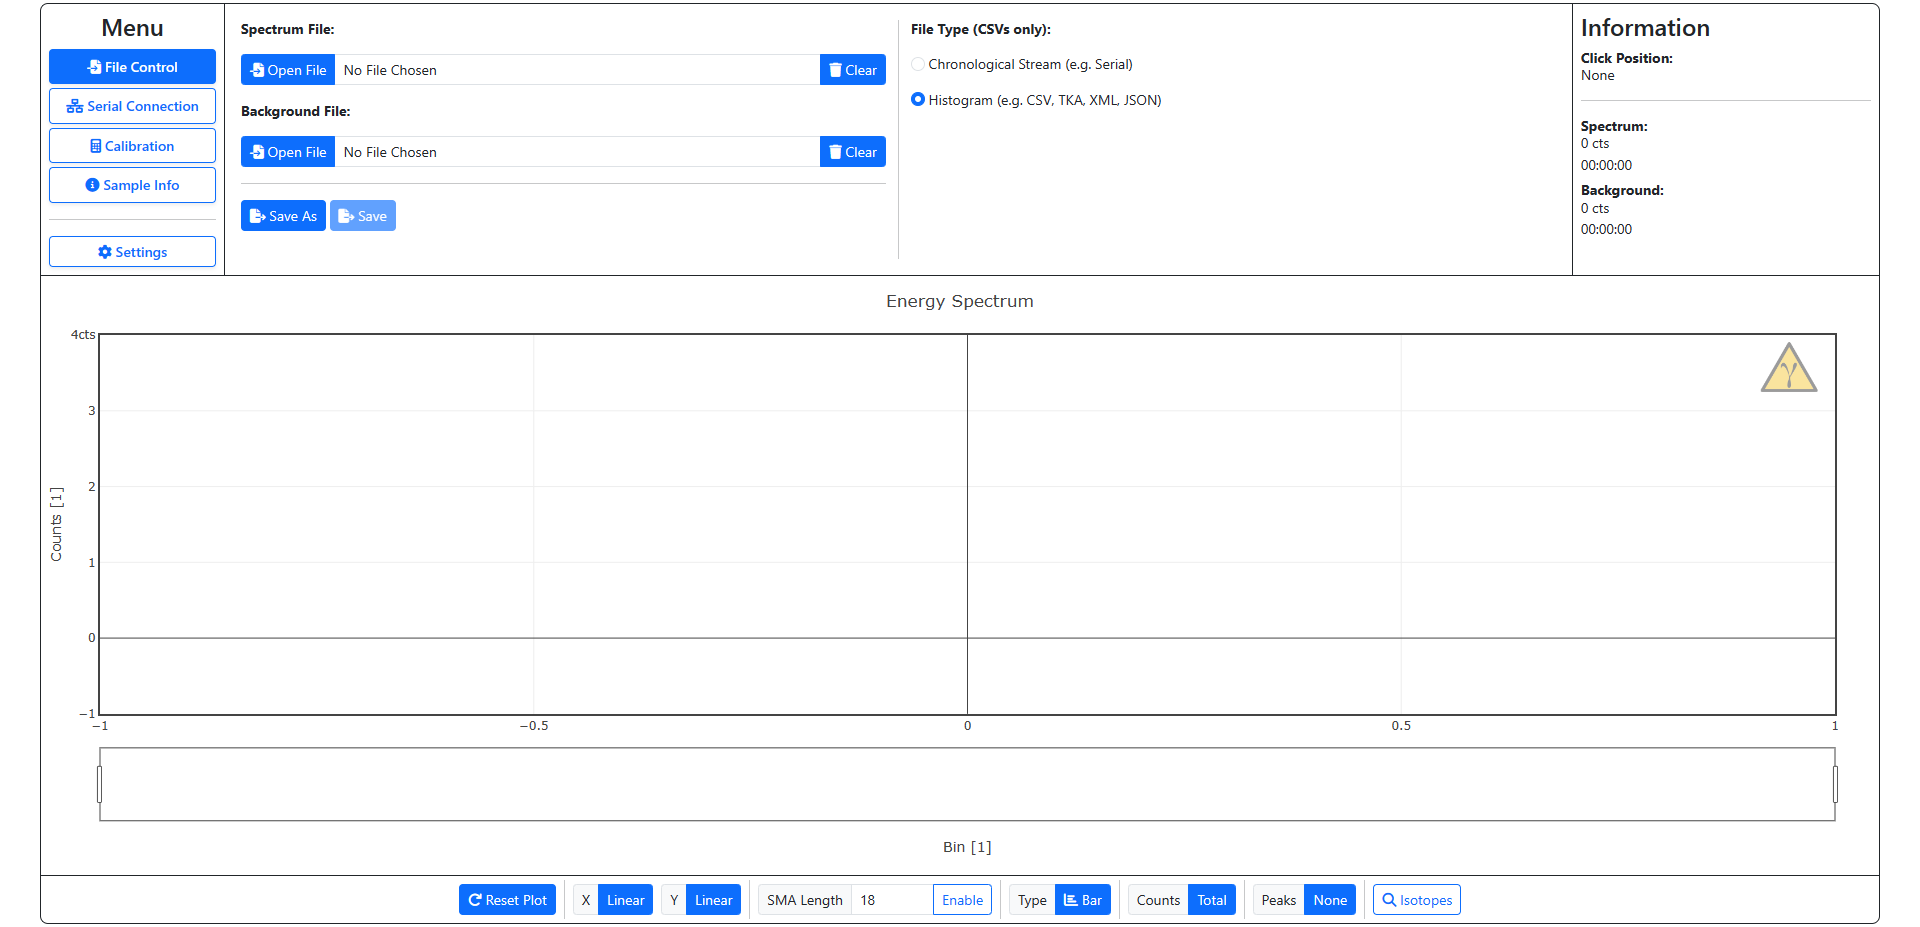 Menu
File Control
Serial Connection
Calibration
Sample Info
Settings
Spectrum File:
Open File No File Chosen Clear
Background File:
Open File No File Chosen Clear
Save As Save
File Type (CSVs only):
Chronological Stream (e.g. Serial)
Histogram (e.g. CSV, TKA, XML, JSON)
Information
Click Position:
None
Spectrum:
0 cts
00:00:00
Background:
0 cts
00:00:00
Energy Spectrum
4cts
3
2
1
0
−1
Counts [1]
−1 −0.5 0 0.5 1
γ
Bin [1]
Reset Plot X Linear Y Linear SMA Length 18 Enable Type Bar Counts Total Peaks None Isotopes